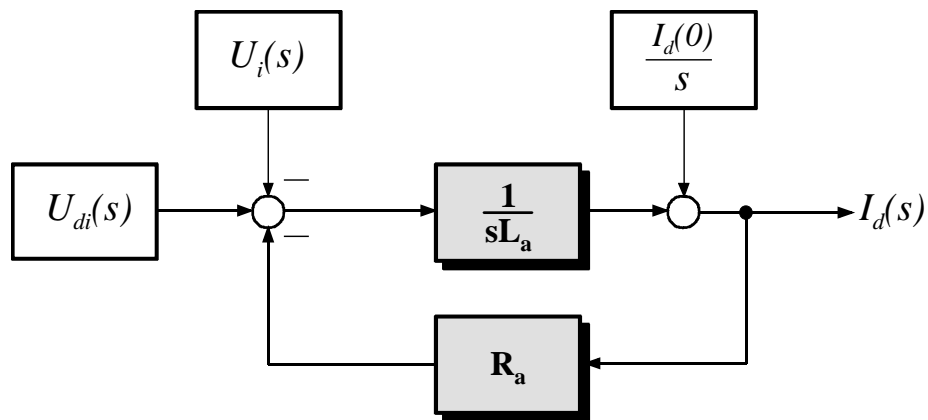 U_i(s)
I_d(0)
s
U_di(s)
—
—
1
sL_a
I_d(s)
R_a